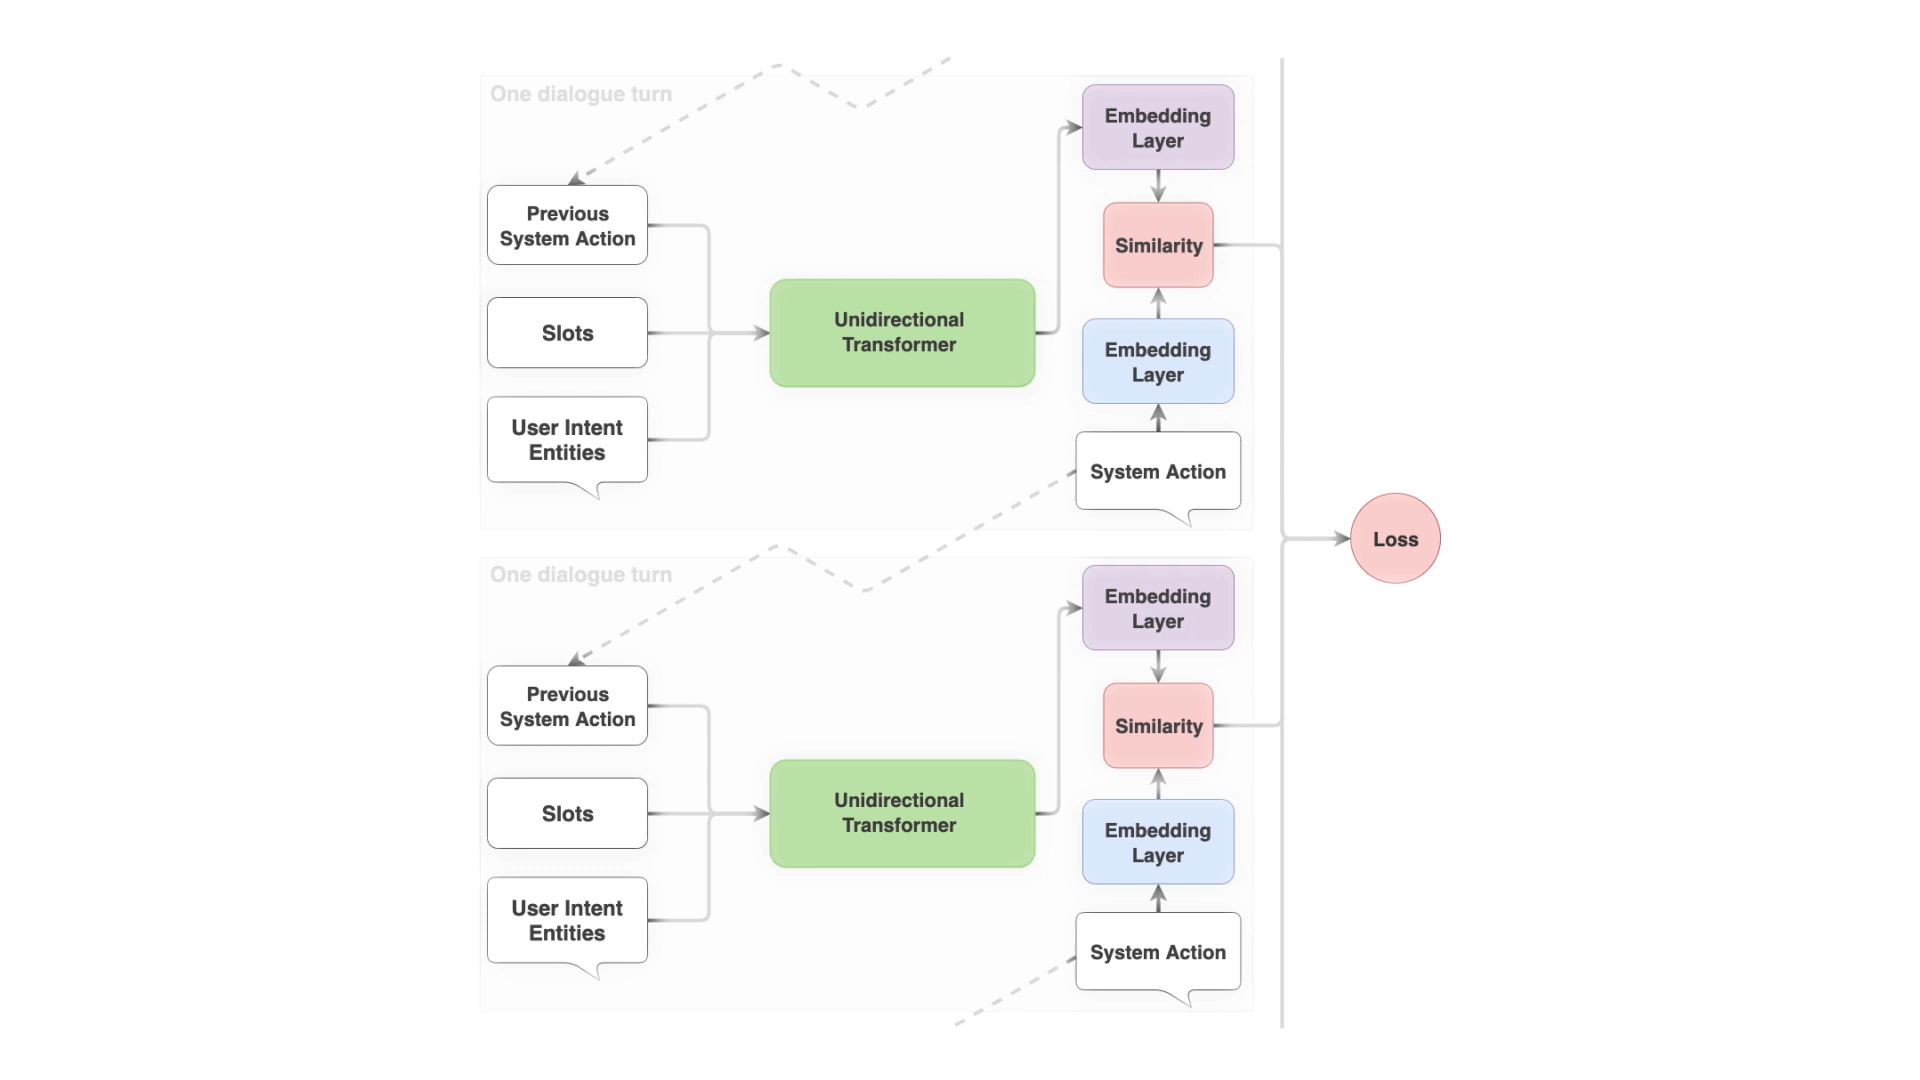 One dialogue turn
Embedding
Layer
Previous
System Action
Similarity
Slots
Unidirectional
Transformer
Embedding
Layer
User Intent
Entities
System Action
Loss
One dialogue turn
Embedding
Layer
Previous
System Action
Similarity
Slots
Unidirectional
Transformer
Embedding
Layer
User Intent
Entities
System Action